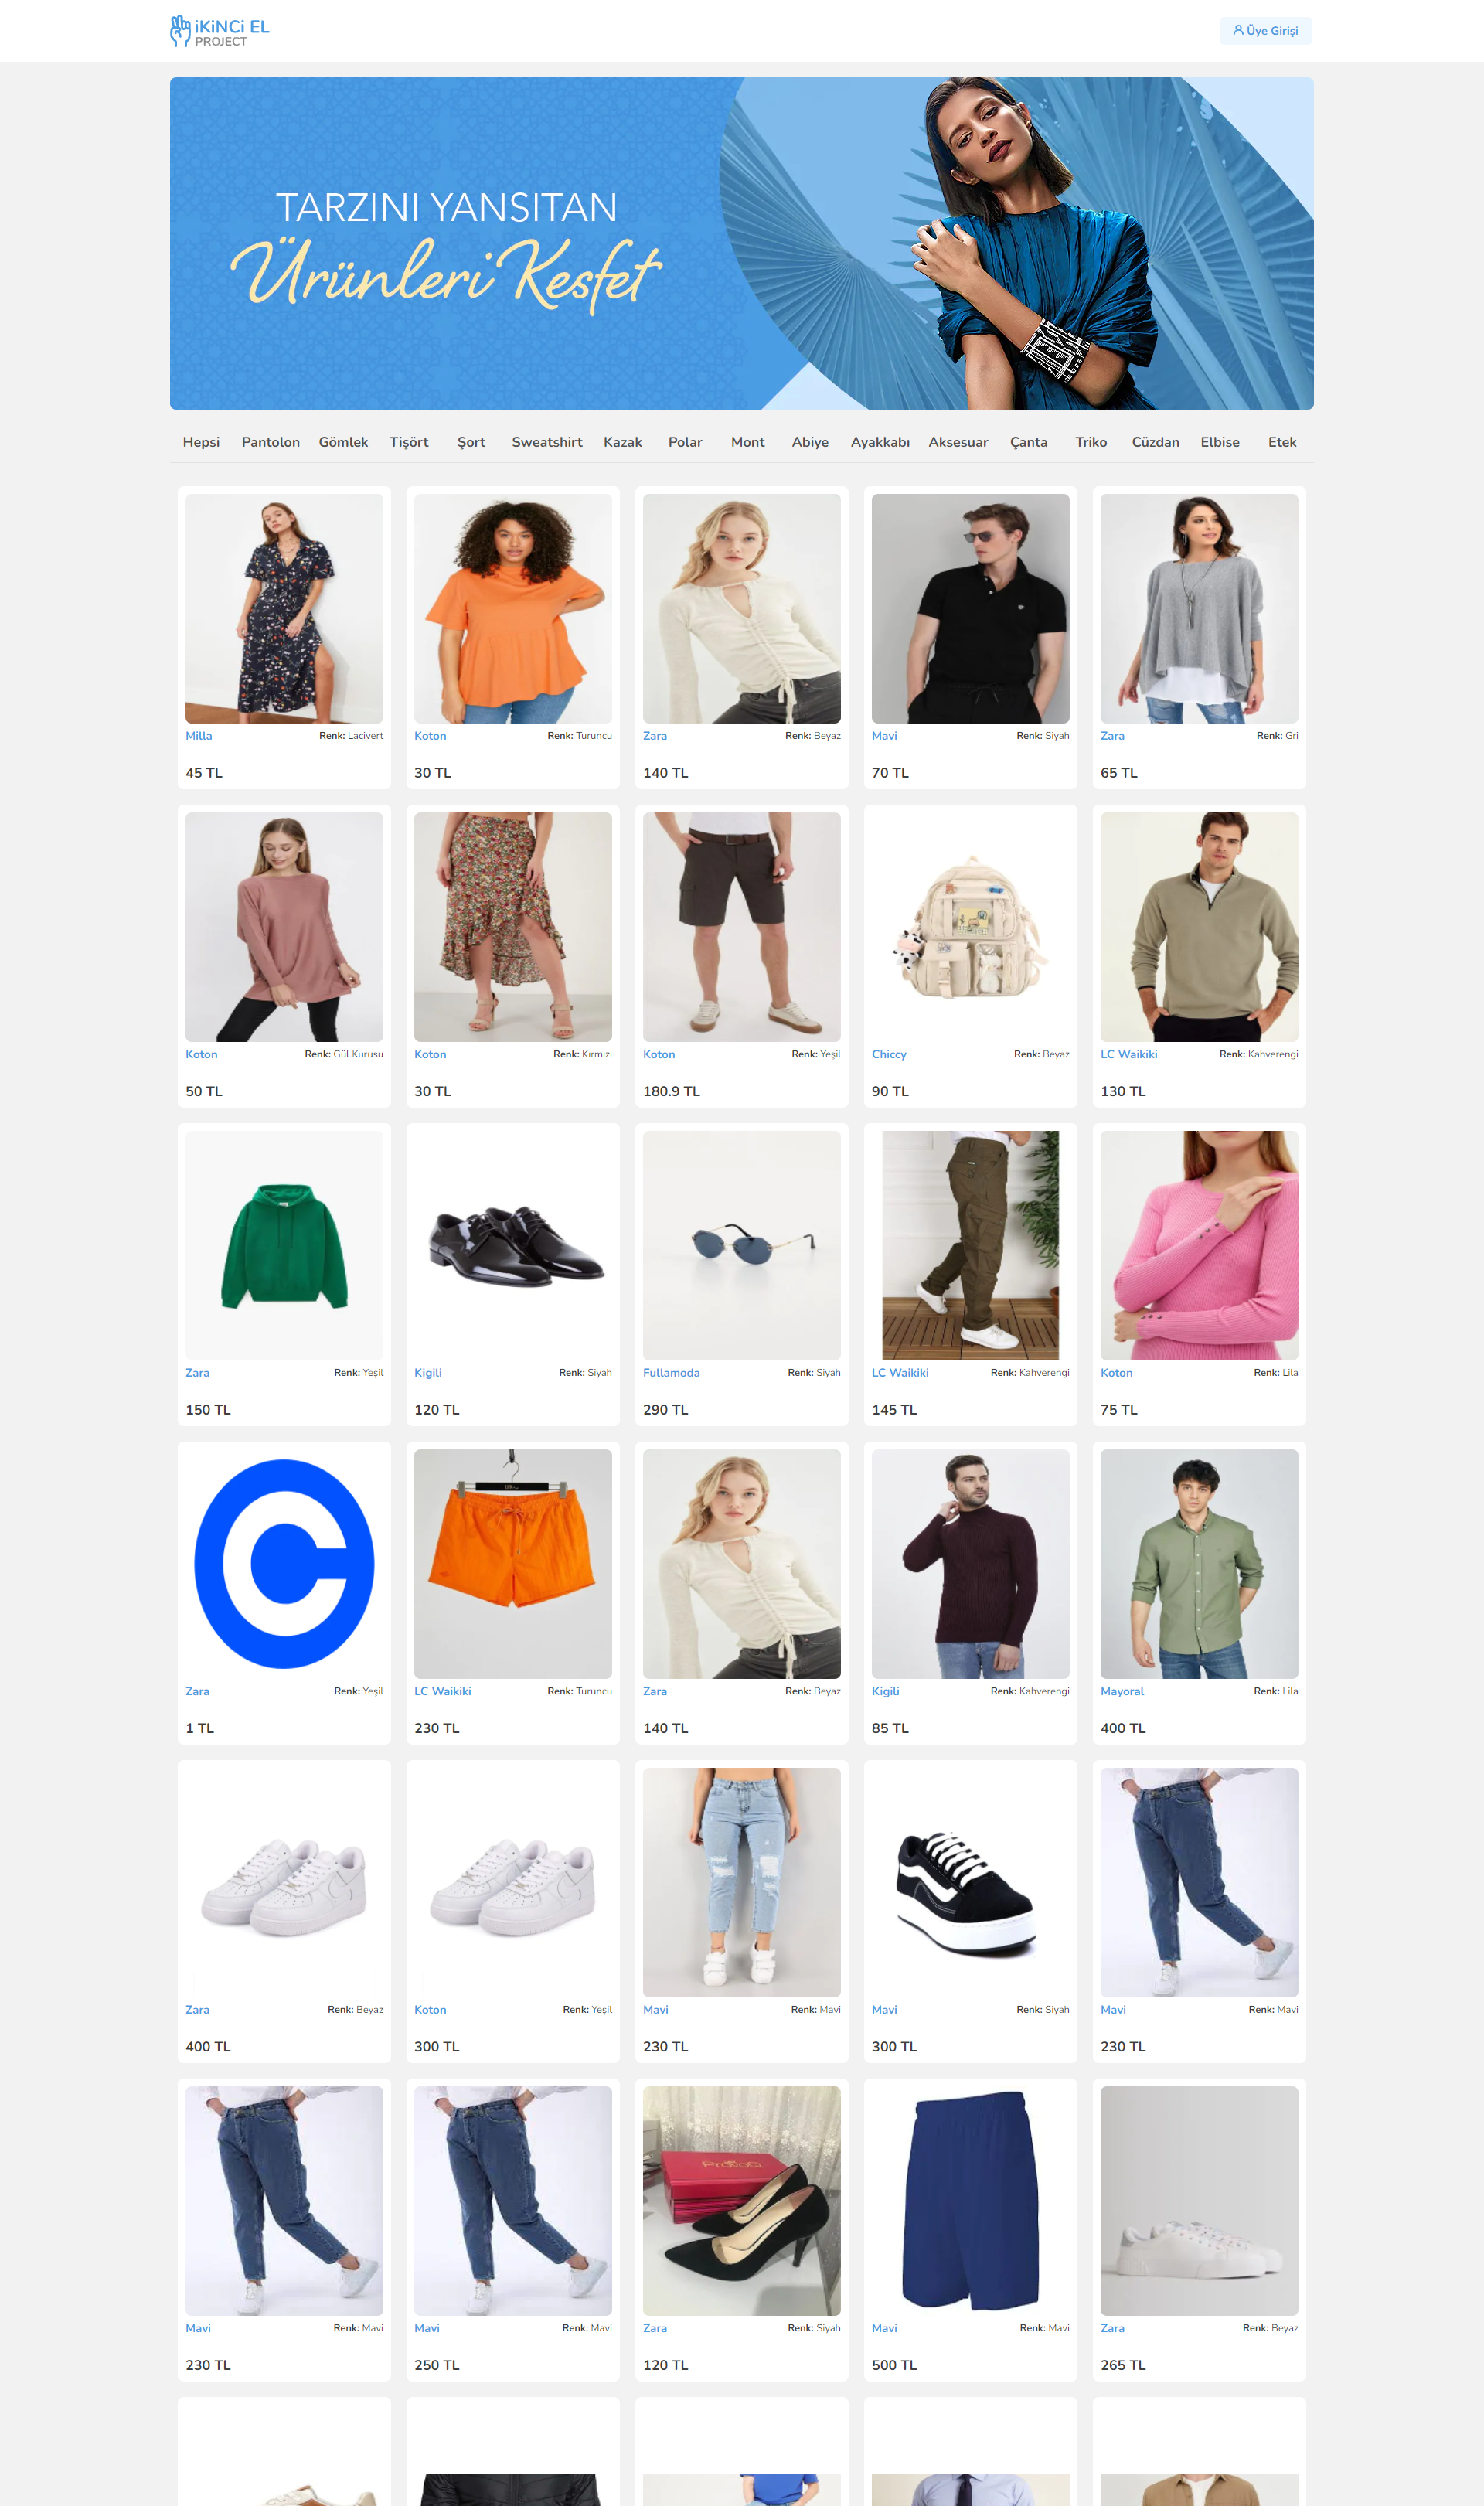 iKiNCi EL
PROJECT
Üye Girişi
TARZINI YANSITAN
Ürünleri Kesfet
Hepsi Pantolon Gömlek Tişört Şort Sweatshirt Kazak Polar Mont Abiye Ayakkabı Aksesuar Çanta Triko Cüzdan Elbise Etek
Milla Renk: Lacivert
45 TL
Koton Renk: Turuncu
30 TL
Zara Renk: Beyaz
140 TL
Mavi Renk: Siyah
70 TL
Zara Renk: Gri
65 TL
Koton Renk: Gül Kurusu
50 TL
Koton Renk: Kırmızı
30 TL
Koton Renk: Yeşil
180.9 TL
Chiccy Renk: Beyaz
90 TL
LC Waikiki Renk: Kahverengi
130 TL
Zara Renk: Yeşil
150 TL
Kigili Renk: Siyah
120 TL
Fullamoda Renk: Siyah
290 TL
LC Waikiki Renk: Kahverengi
145 TL
Koton Renk: Lila
75 TL
Zara Renk: Yeşil
1 TL
LC Waikiki Renk: Turuncu
230 TL
Zara Renk: Beyaz
140 TL
Kigili Renk: Kahverengi
85 TL
Mayoral Renk: Lila
400 TL
Zara Renk: Beyaz
400 TL
Koton Renk: Yeşil
300 TL
Mavi Renk: Mavi
230 TL
Mavi Renk: Siyah
300 TL
Mavi Renk: Mavi
230 TL
Mavi Renk: Mavi
230 TL
Mavi Renk: Mavi
250 TL
Zara Renk: Siyah
120 TL
Mavi Renk: Mavi
500 TL
Zara Renk: Beyaz
265 TL